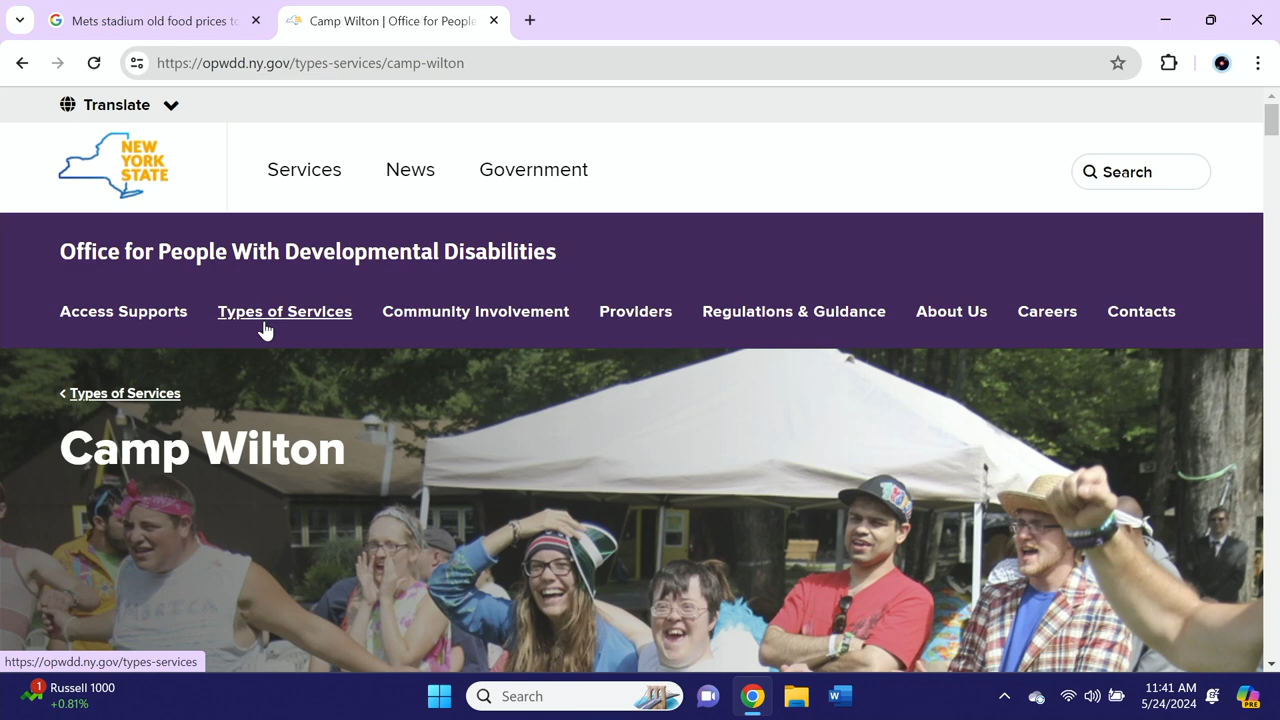 Mets stadium old food prices to
Camp Wilton | Office for People
https://opwdd.ny.gov/types-services/camp-wilton
Translate
NEW
YORK
STATE
Services News Government
Search
Office for People With Developmental Disabilities
Access Supports Types of Services Community Involvement Providers Regulations & Guidance About Us Careers Contacts
< Types of Services
Camp Wilton
https://opwdd.ny.gov/types-services
1 Russell 1000
+0.81%
Search
11:41 AM
5/24/2024
PRE